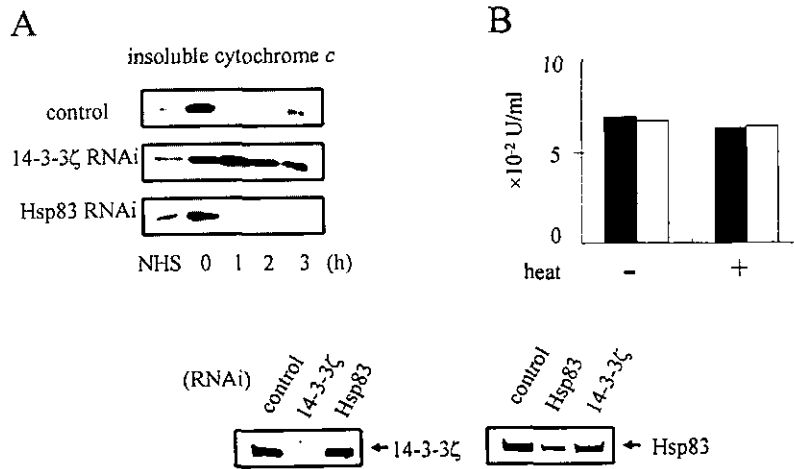 A
insoluble cytochrome c
control
14-3-3ζ RNAi
Hsp83 RNAi
NHS 0 1 2 3 (h)
B
×10⁻² U/ml
10
5
0
heat - +
(RNAi) control 14-3-3ζ Hsp83
←14-3-3ζ
control Hsp83 14-3-3ζ
← Hsp83